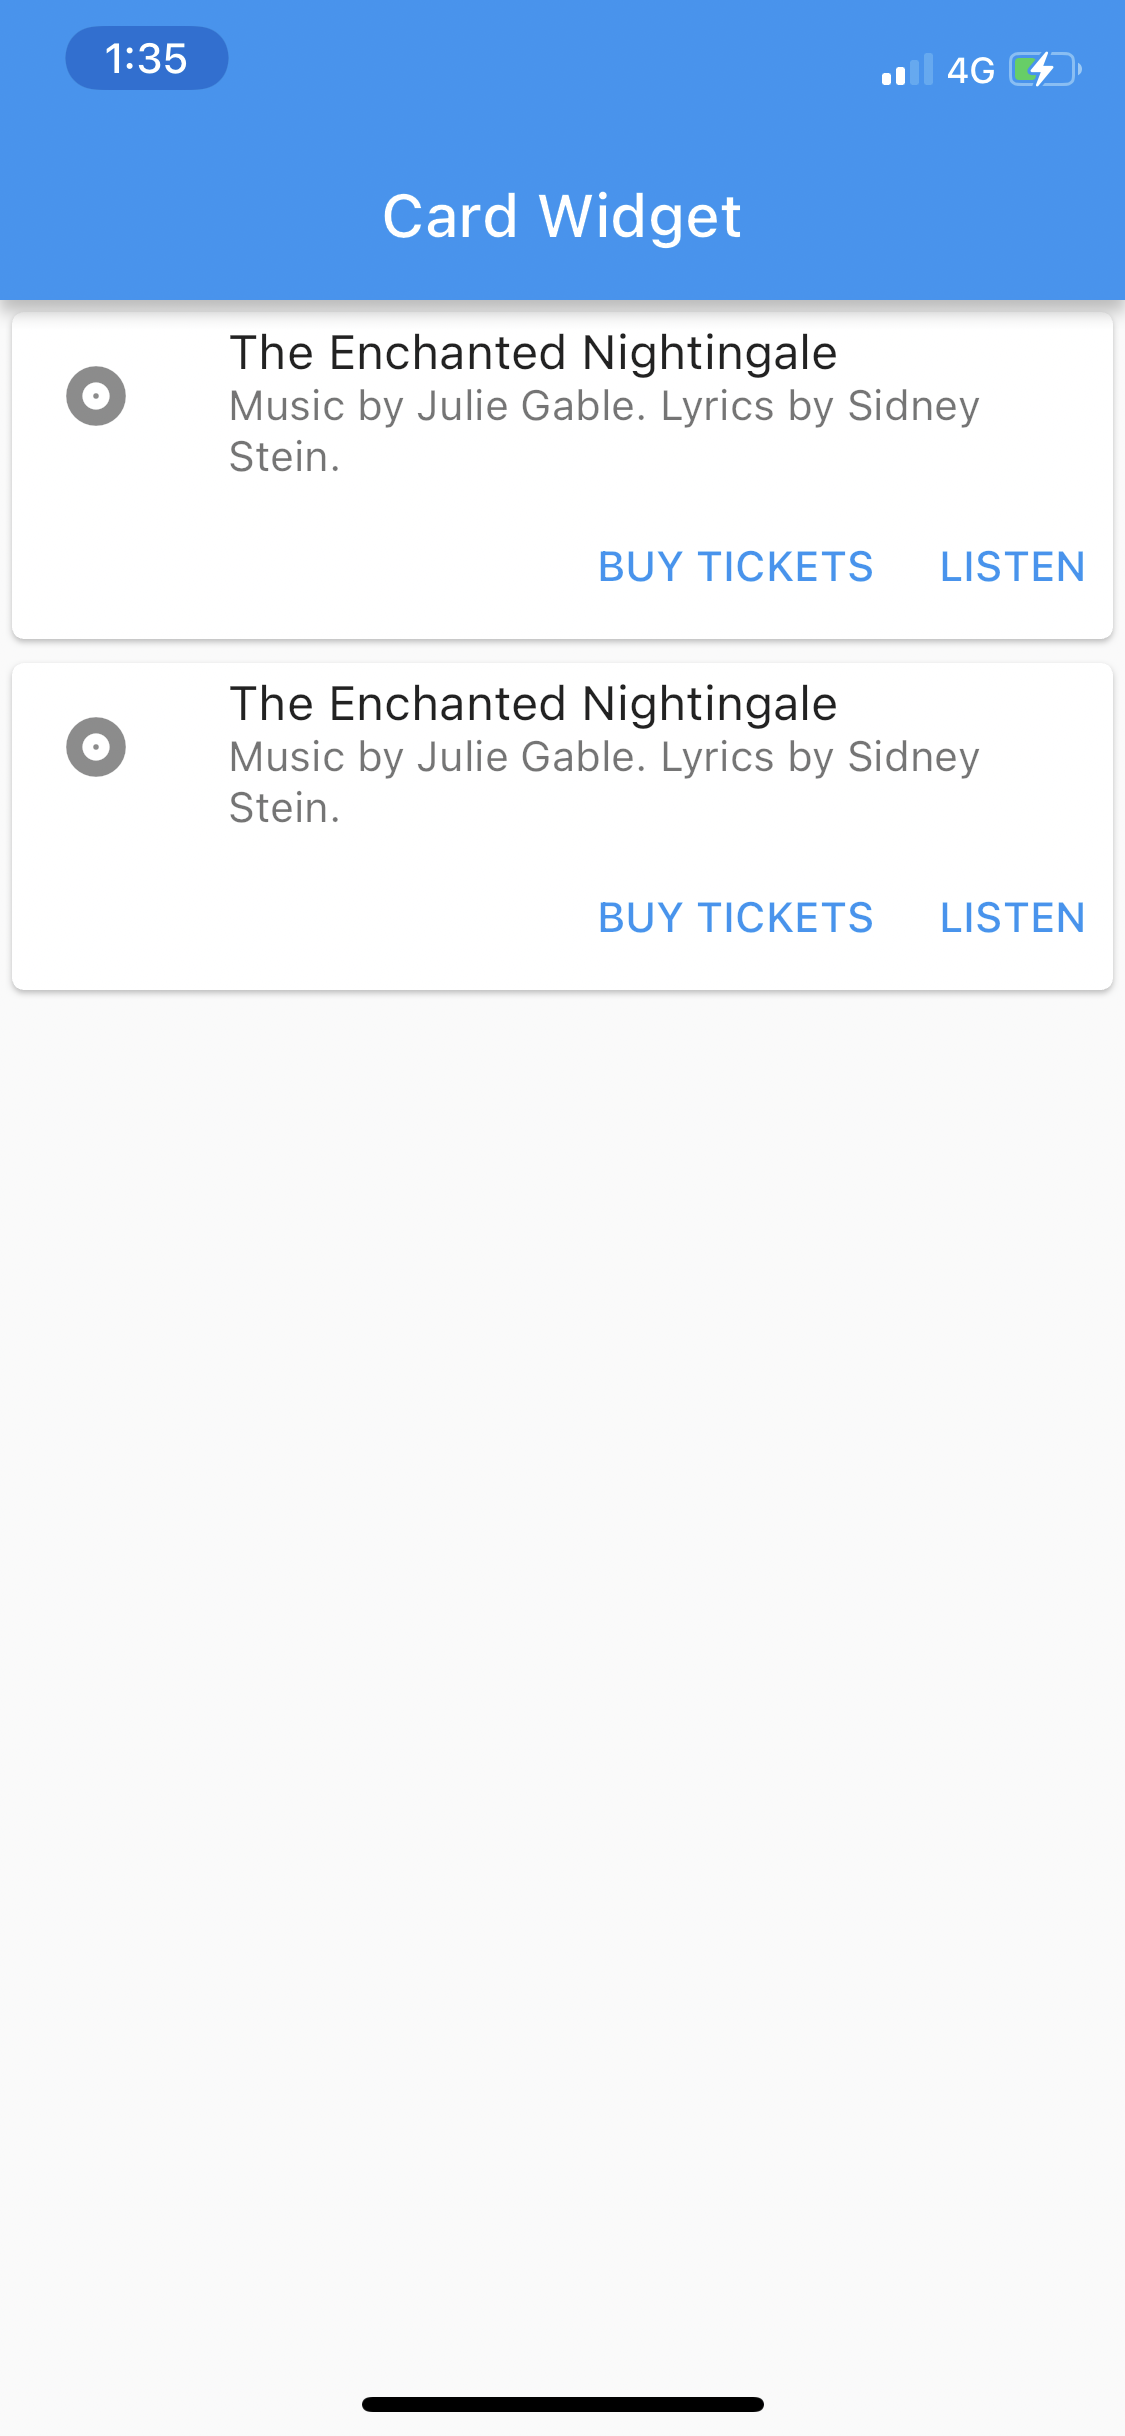 1:35
4G
Card Widget
The Enchanted Nightingale
Music by Julie Gable. Lyrics by Sidney
Stein.
BUY TICKETS LISTEN
The Enchanted Nightingale
Music by Julie Gable. Lyrics by Sidney
Stein.
BUY TICKETS LISTEN